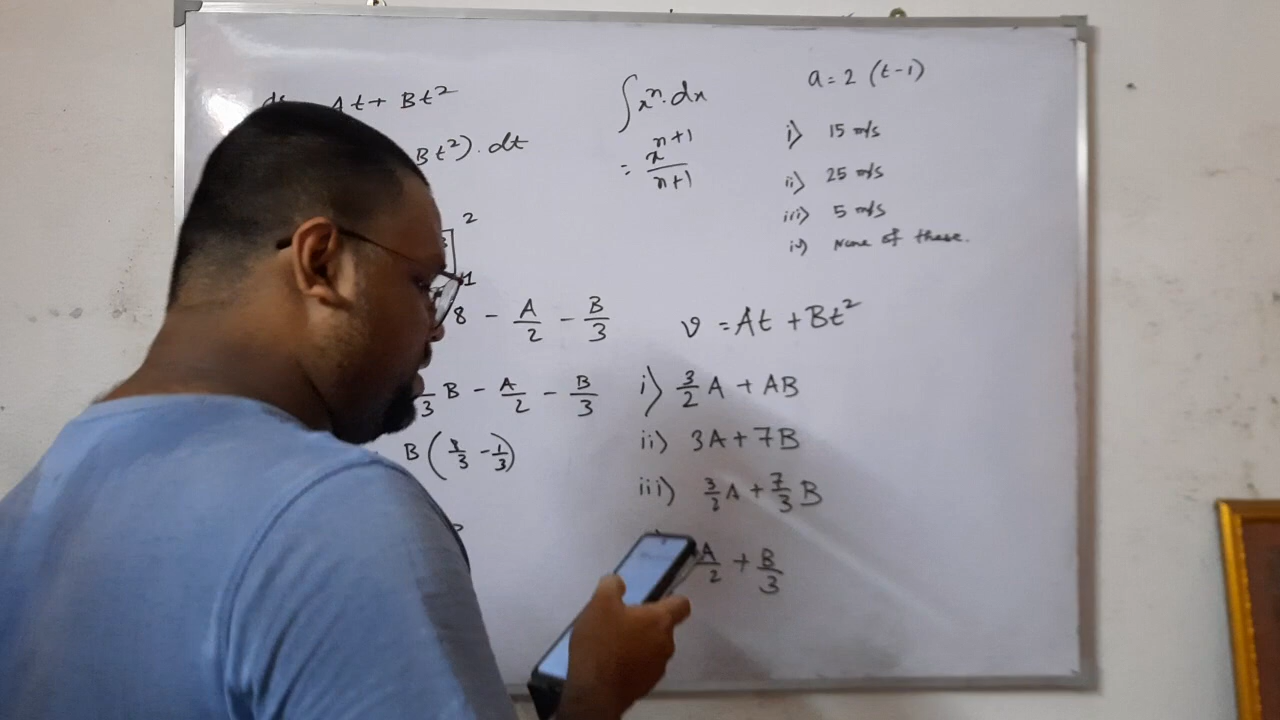 At + Bt²
Bt²). dt
2
1
8 - A/2 - B/3
B - A/2 - B/3
B (8/3 - 1/3)
∫xⁿ. dx
= xⁿ⁺¹/n+1
a = 2 (t-1)
i) 15 m/s
ii) 25 m/s
iii) 5 m/s
iv) None of these.
v = At + Bt²
i) 3/2 A + AB
ii) 3A + 7B
iii) 3/2 A + 7/3 B
A/2 + B/3